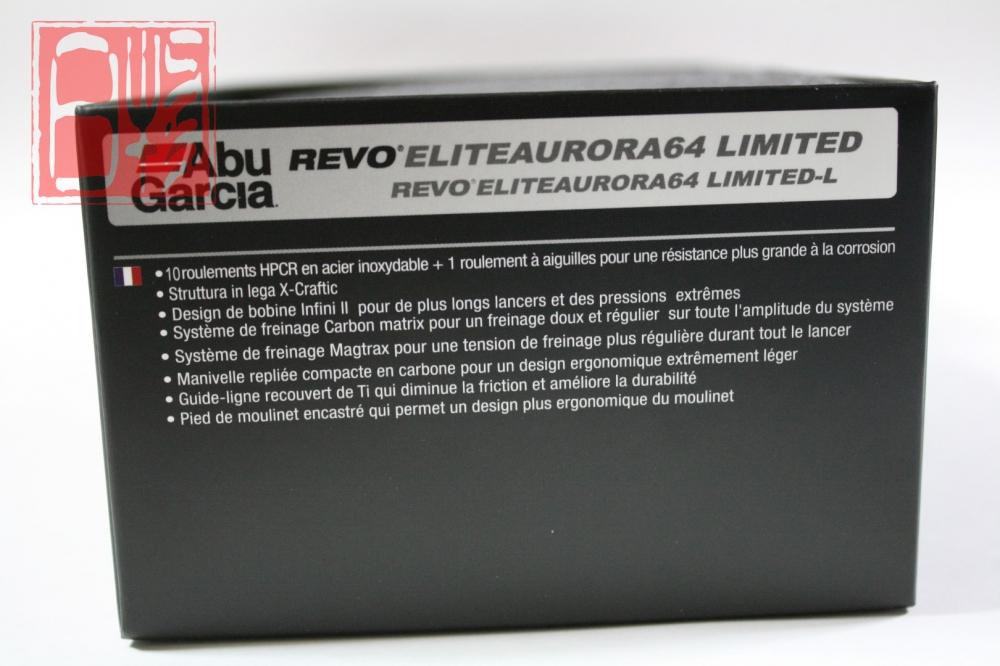 Abu
Garcia.
REVO® ELITEAURORA64 LIMITED
REVO® ELITEAURORA64 LIMITED-L
• 10 roulements HPCR en acier inoxydable + 1 roulement à aiguilles pour une résistance plus grande à la corrosion
• Struttura in lega X-Craftic
• Design de bobine Infini II pour de plus longs lancers et des pressions extrêmes
• Système de freinage Carbon matrix pour un freinage doux et régulier sur toute l'amplitude du système
• Système de freinage Magtrax pour une tension de freinage plus régulière durant tout le lancer
• Manivelle repliée compacte en carbone pour un design ergonomique extrêmement léger
• Guide-ligne recouvert de Ti qui diminue la friction et améliore la durabilité
• Pied de moulinet encastré qui permet un design plus ergonomique du moulinet